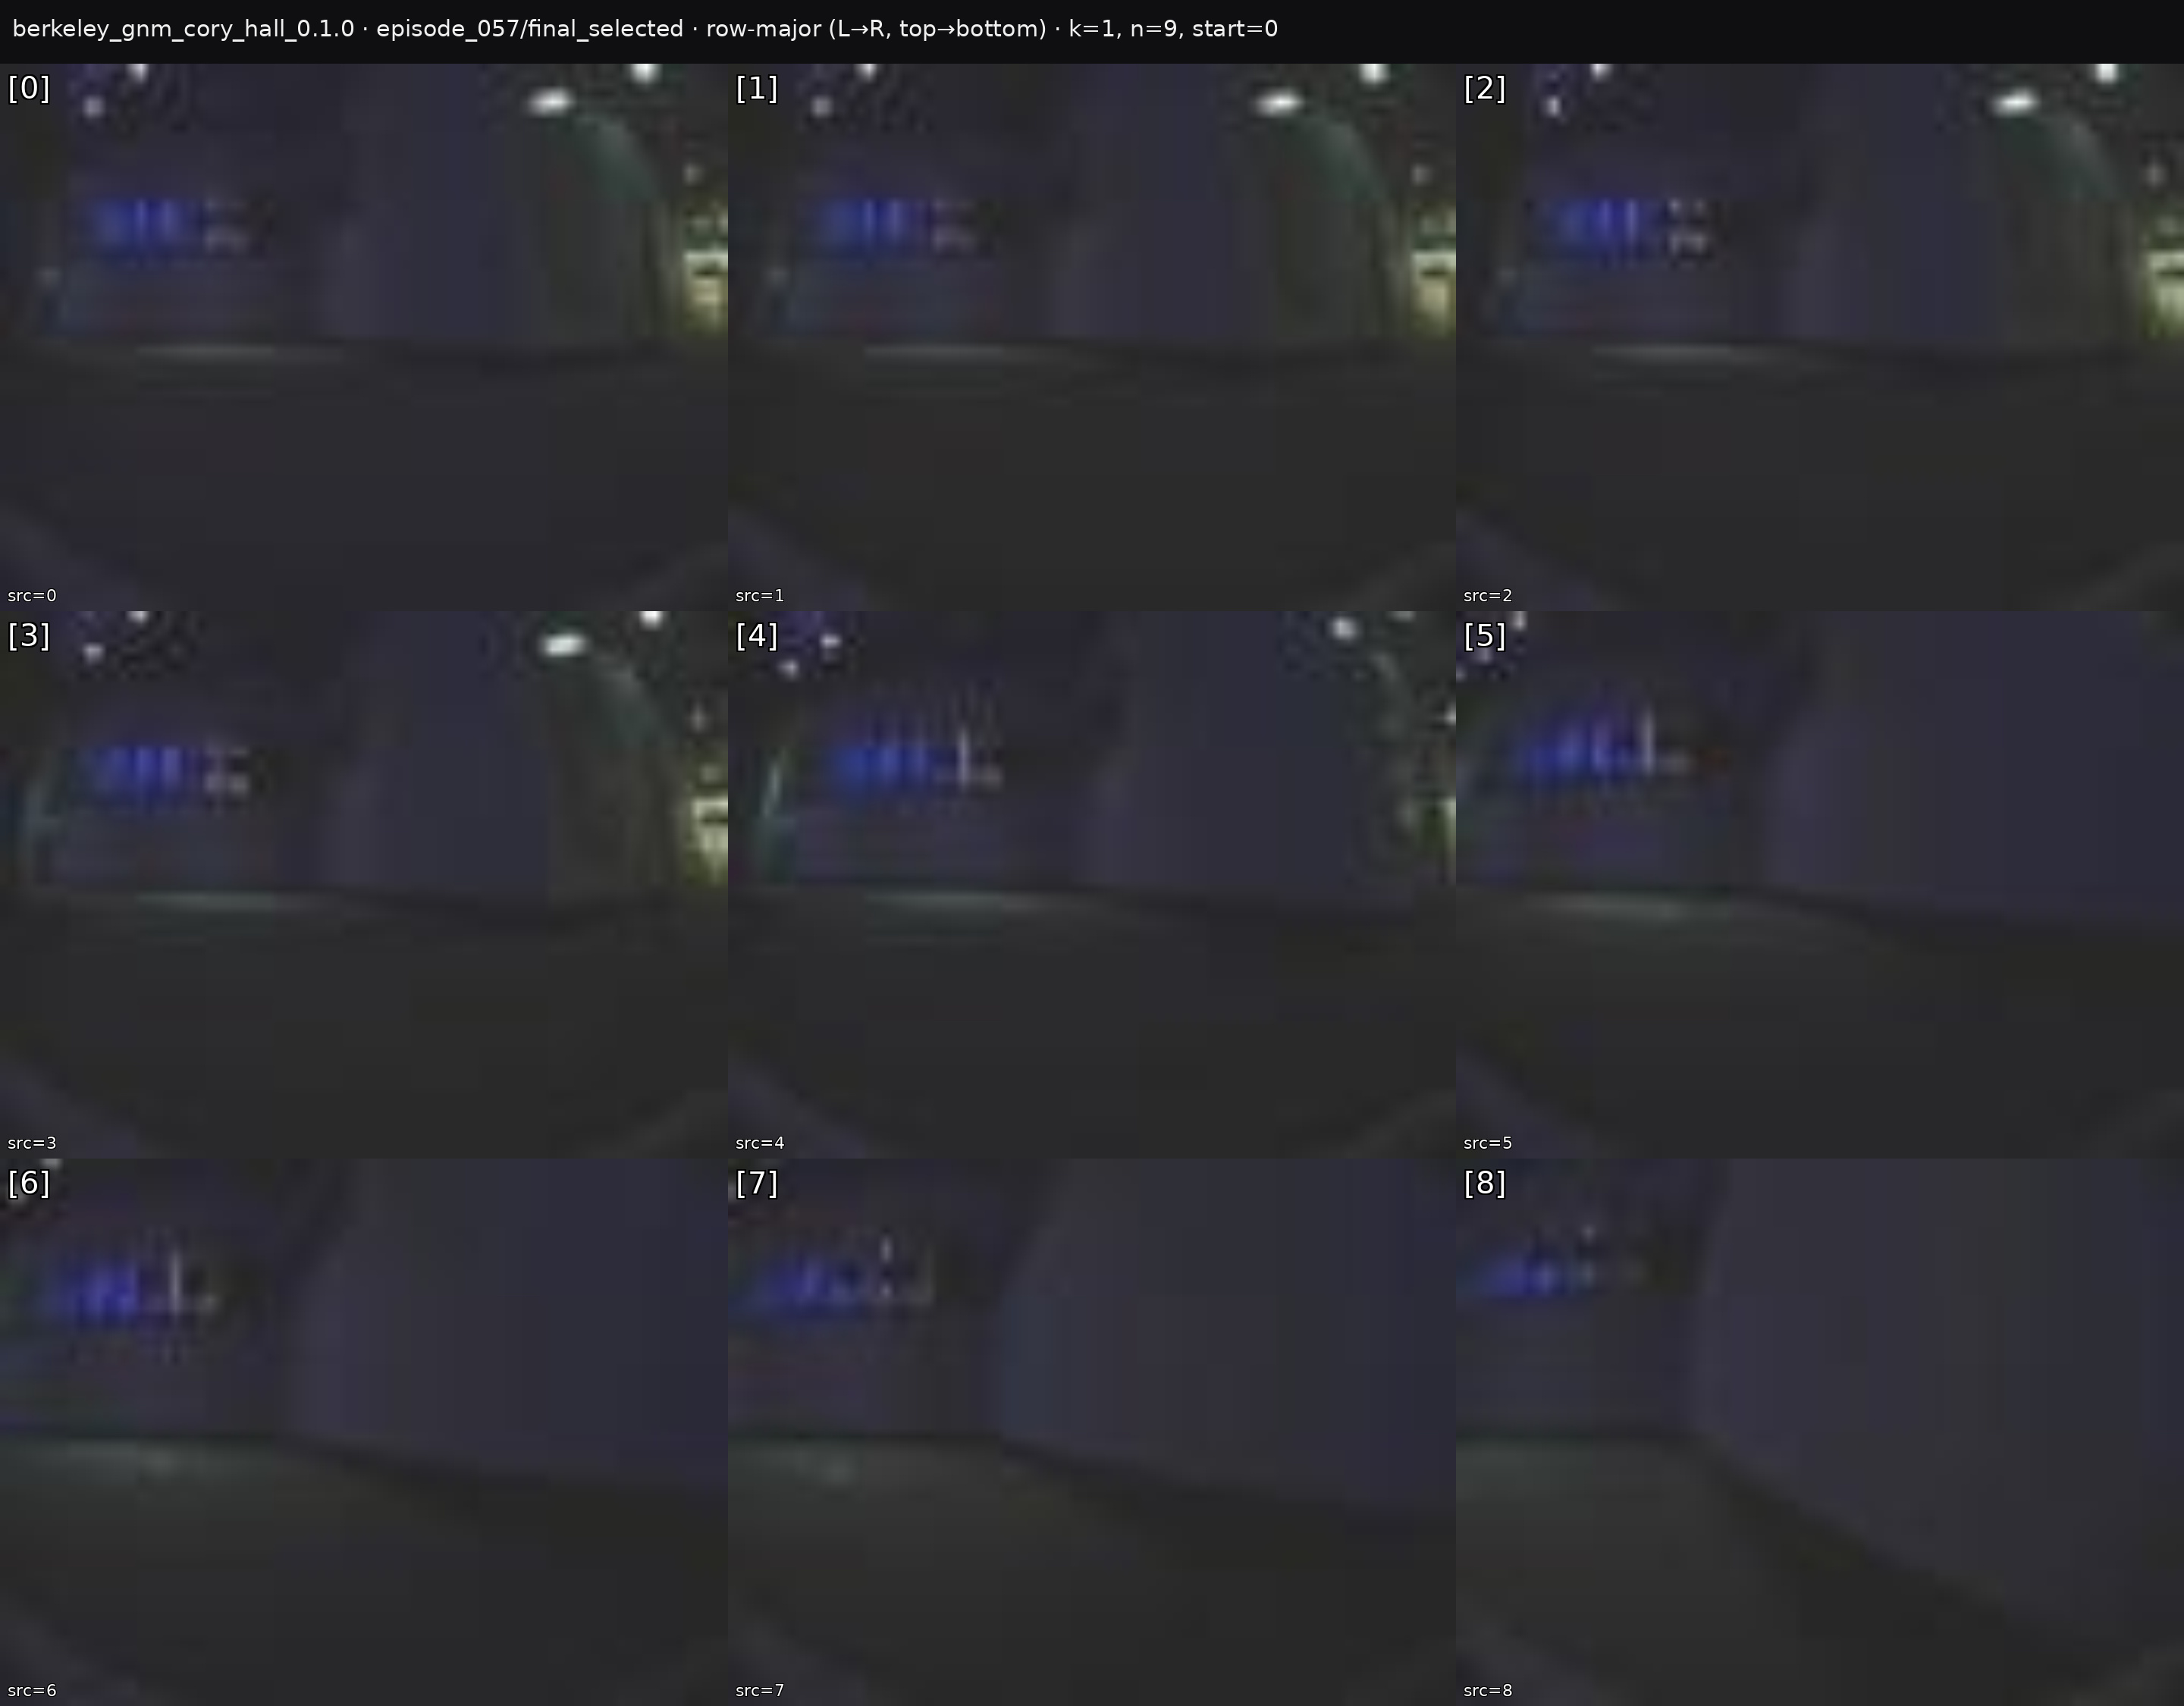 berkeley_gnm_cory_hall_0.1.0 · episode_057/final_selected · row-major (L→R, top→bottom) · k=1, n=9, start=0
[0] [1] [2]
src=0 src=1 src=2
[3] [4] [5]
src=3 src=4 src=5
[6] [7] [8]
src=6 src=7 src=8